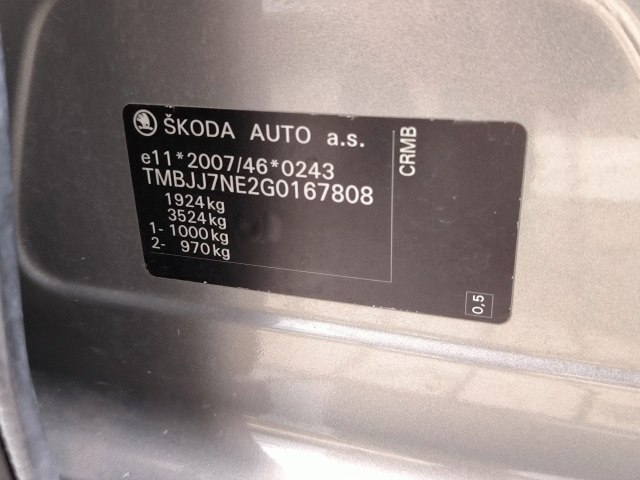 ŠKODA AUTO a.s.
e11*2007/46*0243
TMBJJ7NE2G0167808
1924kg
3524kg
1- 1000kg
2- 970kg
CRMB
0,5